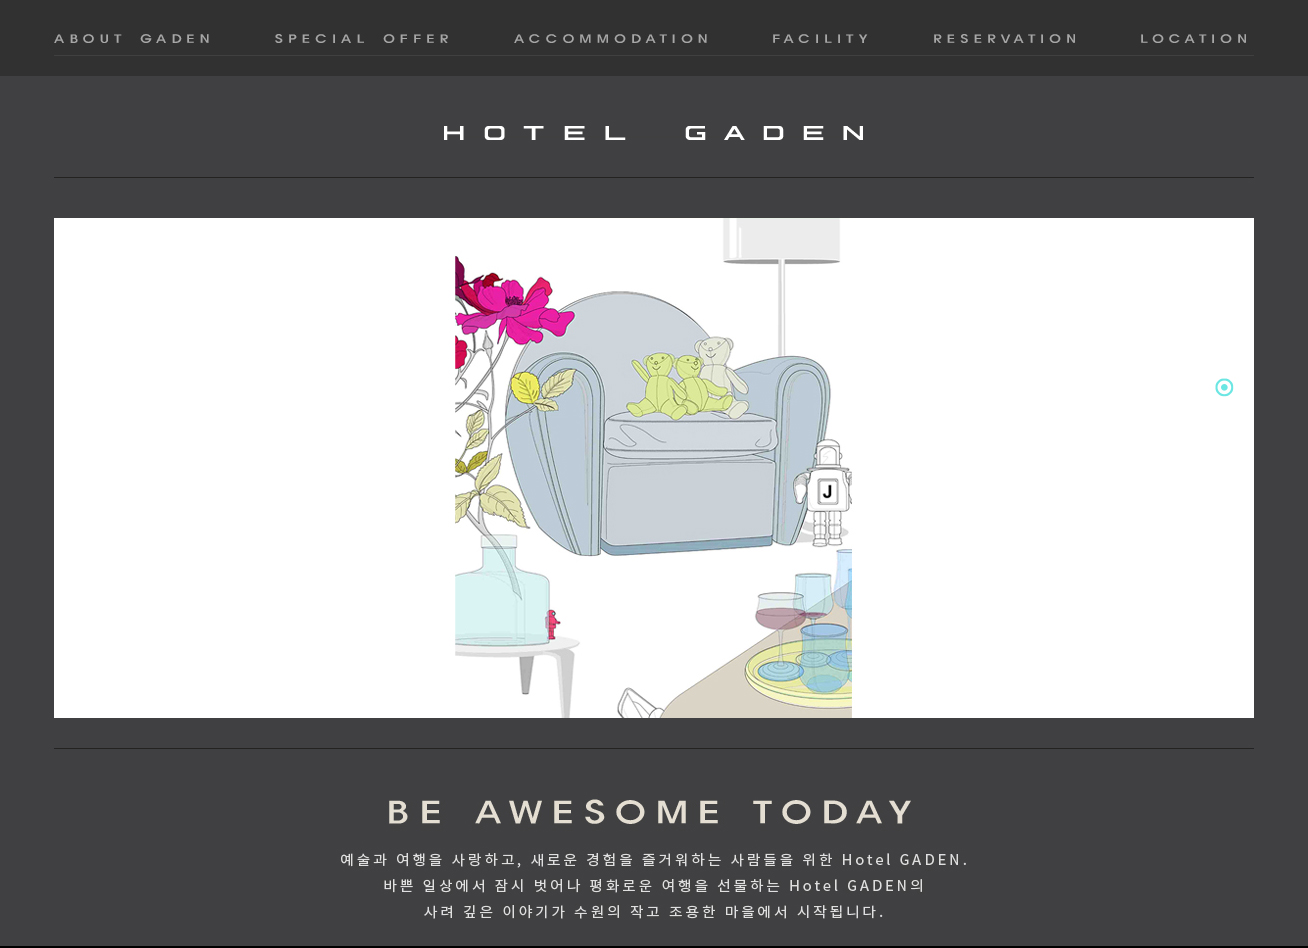 ABOUT GADEN
SPECIAL OFFER
ACCOMMODATION
FACILITY
RESERVATION
LOCATION
HOTEL GADEN
J
BE AWESOME TODAY
예술과 여행을 사랑하고, 새로운 경험을 즐거워하는 사람들을 위한 Hotel GADEN.
바쁜 일상에서 잠시 벗어나 평화로운 여행을 선물하는 Hotel GADEN의
사려 깊은 이야기가 수원의 작고 조용한 마을에서 시작됩니다.